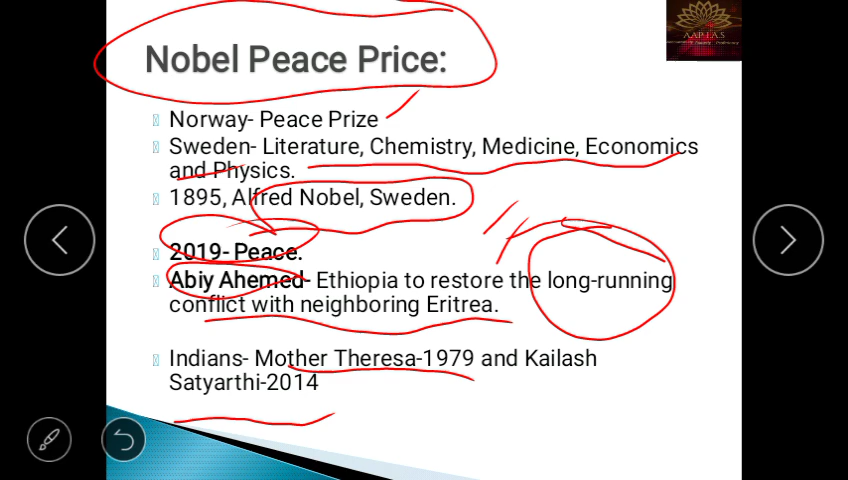 AAP I.A.S
Nobel Peace Price:
Norway- Peace Prize
Sweden- Literature, Chemistry, Medicine, Economics
and Physics.
1895, Alfred Nobel, Sweden.
2019- Peace.
Abiy Ahemed- Ethiopia to restore the long-running
conflict with neighboring Eritrea.
Indians- Mother Theresa-1979 and Kailash
Satyarthi-2014